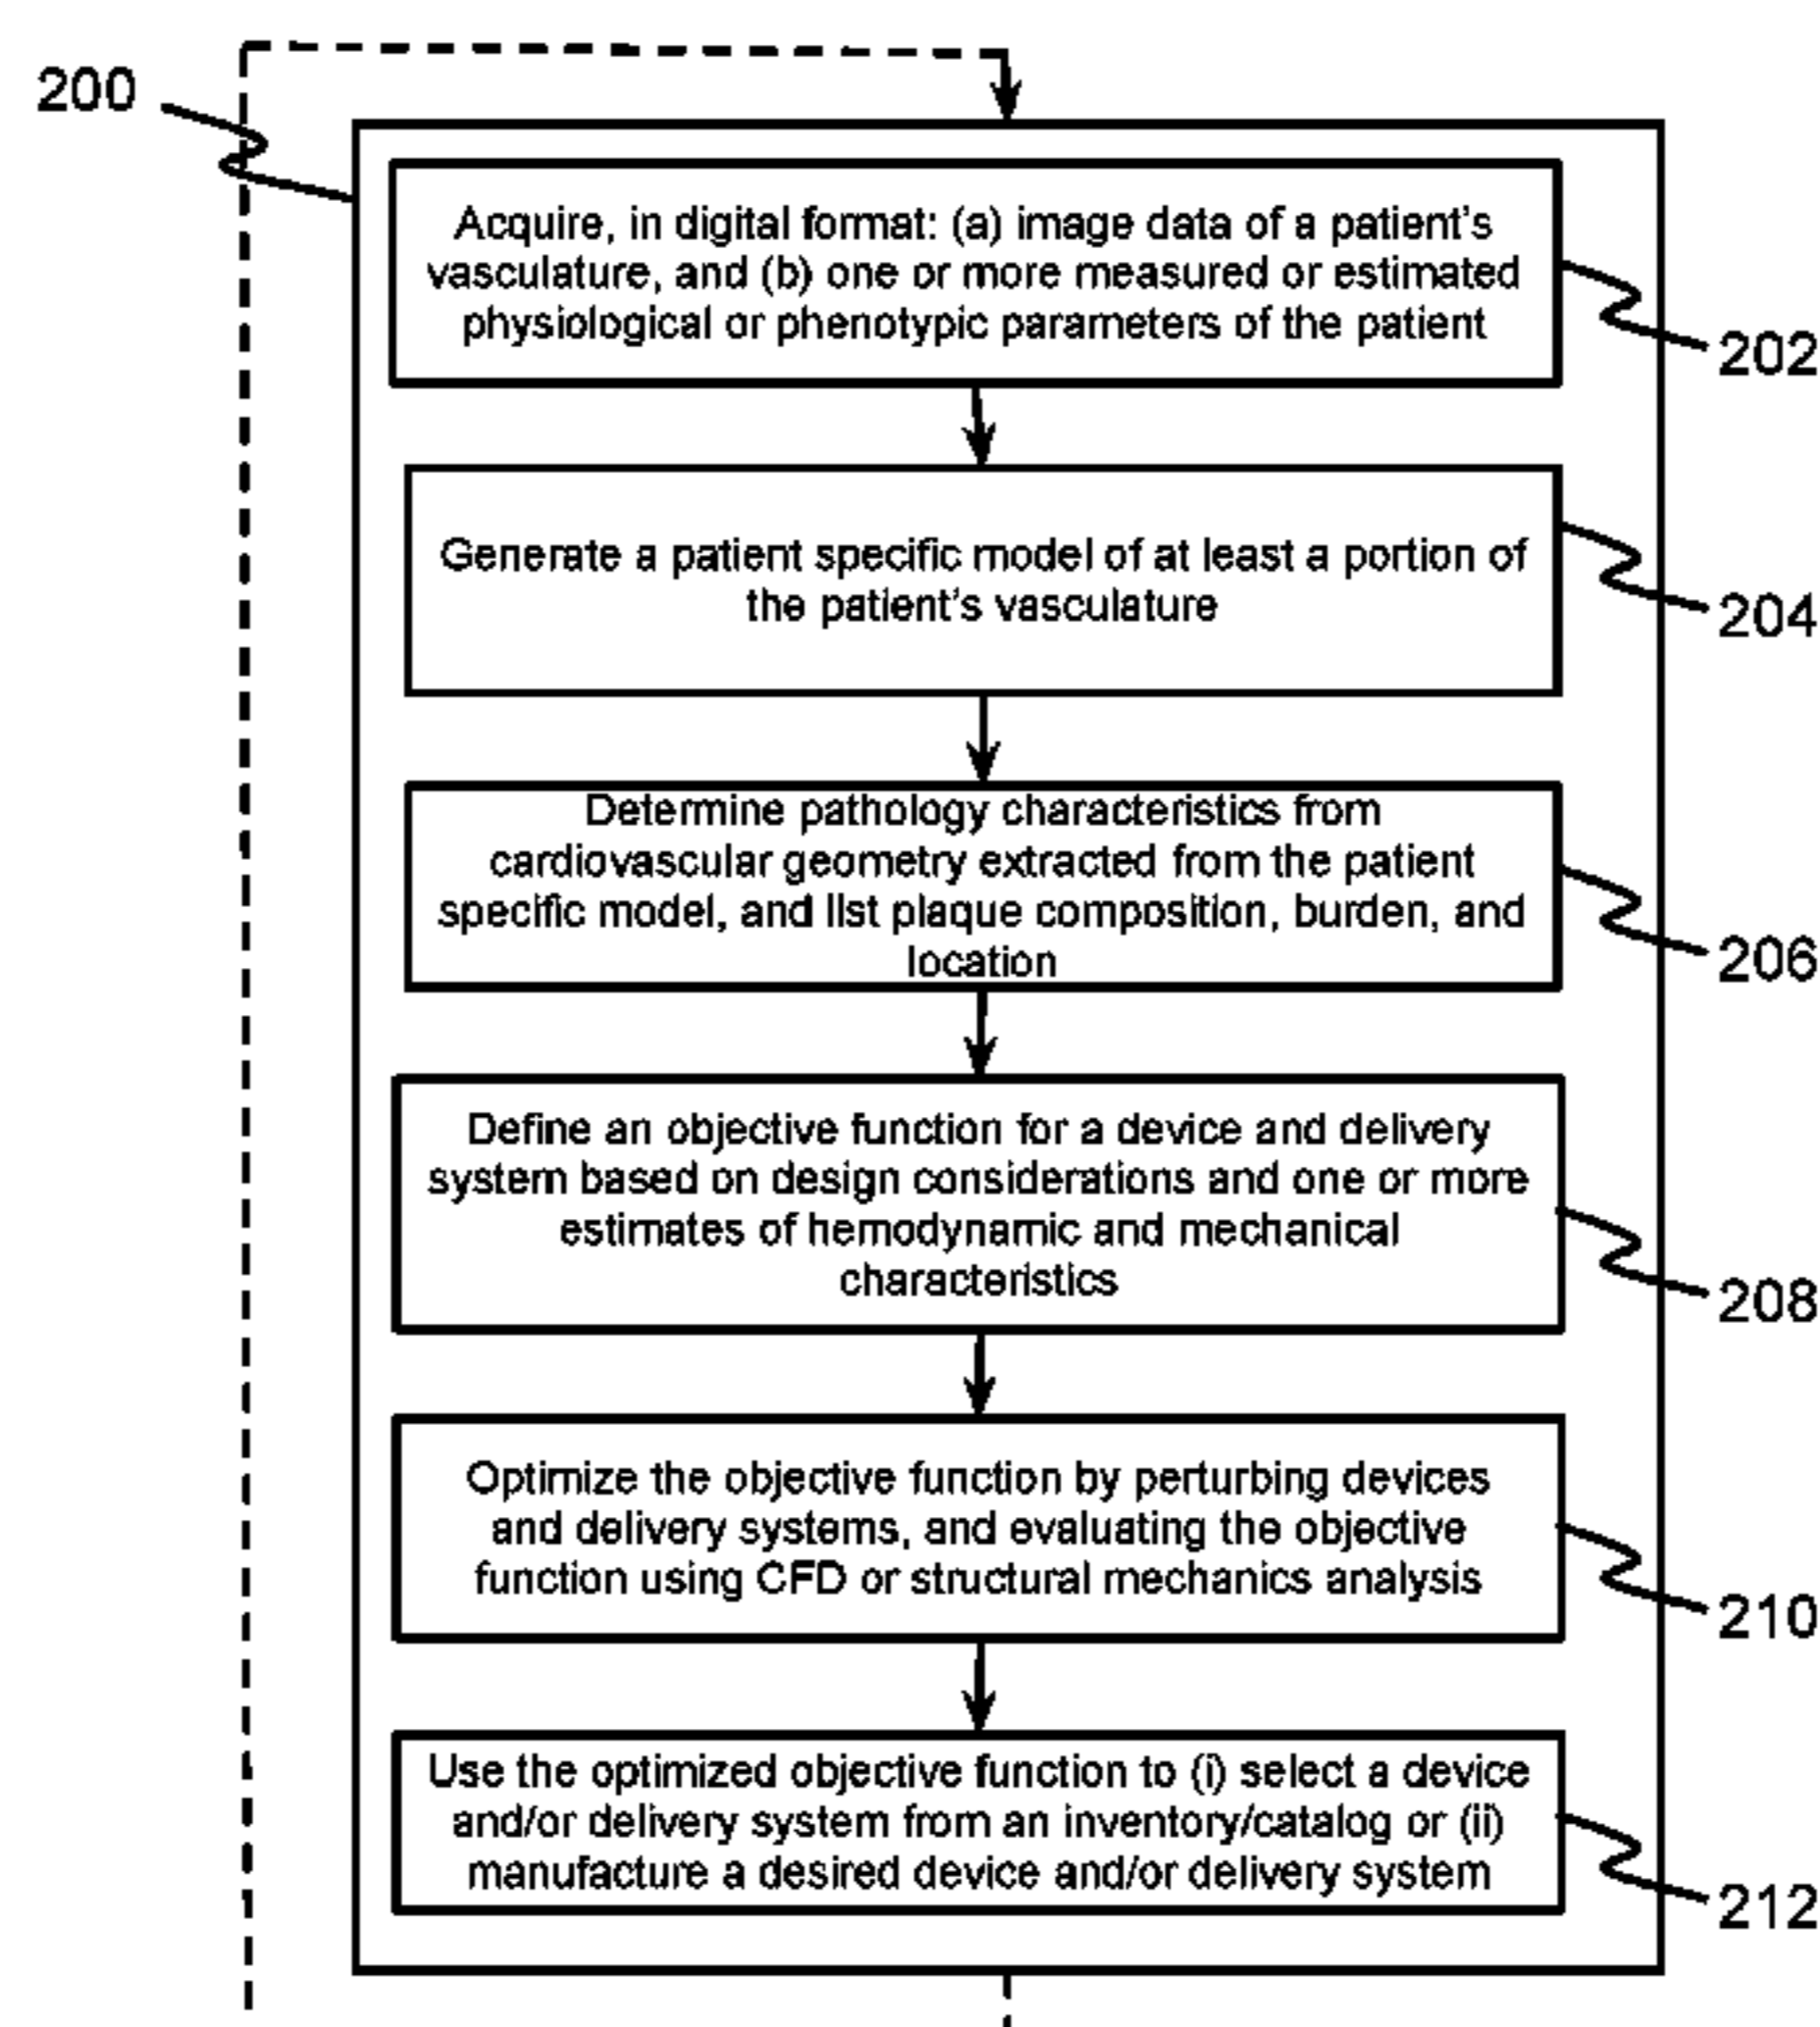 200
Acquire, in digital format: (a) image data of a patient's
vasculature, and (b) one or more measured or estimated
physiological or phenotypic parameters of the patient
202
Generate a patient specific model of at least a portion of
the patient's vasculature
204
Determine pathology characteristics from
cardiovascular geometry extracted from the patient
specific model, and list plaque composition, burden, and
location
206
Define an objective function for a device and delivery
system based on design considerations and one or more
estimates of hemodynamic and mechanical
characteristics
208
Optimize the objective function by perturbing devices
and delivery systems, and evaluating the objective
function using CFD or structural mechanics analysis
210
Use the optimized objective function to (i) select a device
and/or delivery system from an inventory/catalog or (ii)
manufacture a desired device and/or delivery system
212